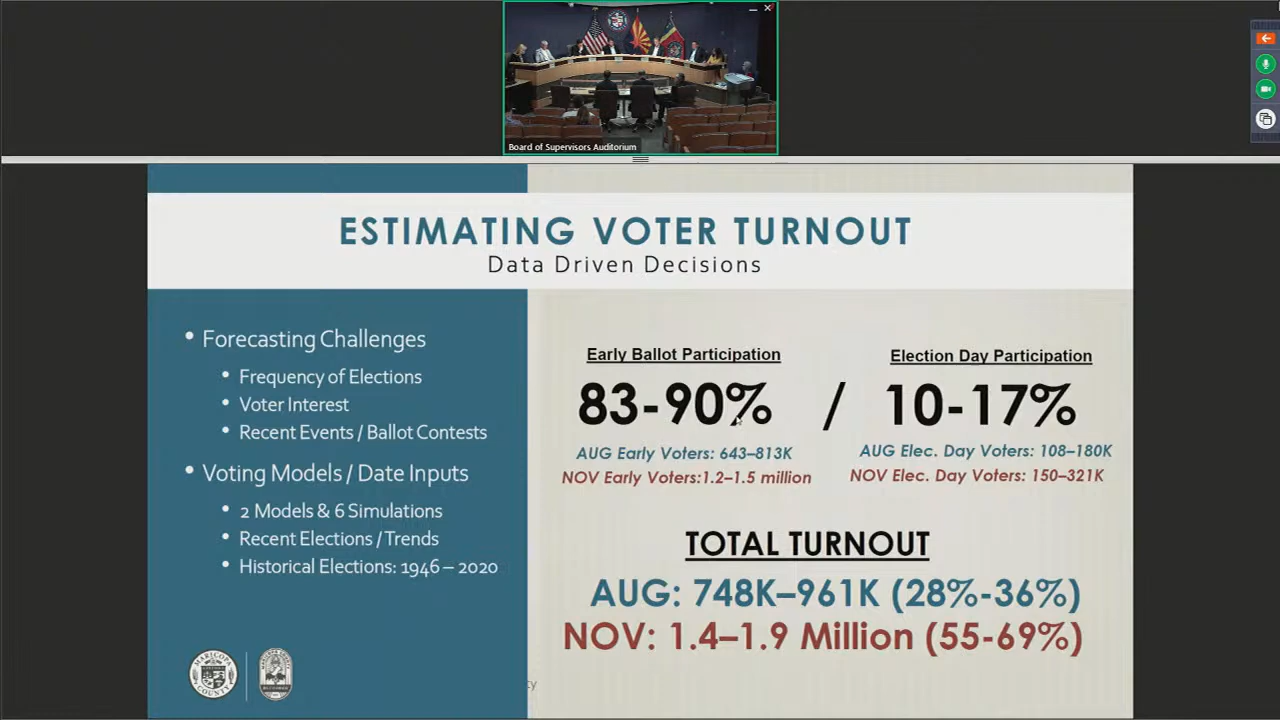 Board of Supervisors Auditorium
ESTIMATING VOTER TURNOUT
Data Driven Decisions
• Forecasting Challenges
• Frequency of Elections
• Voter Interest
• Recent Events / Ballot Contests
• Voting Models / Date Inputs
• 2 Models & 6 Simulations
• Recent Elections / Trends
• Historical Elections: 1946 – 2020
MARICOPA
COUNTY
Early Ballot Participation
Election Day Participation
83-90% / 10-17%
AUG Early Voters: 643–813K
AUG Elec. Day Voters: 108–180K
NOV Early Voters:1.2–1.5 million
NOV Elec. Day Voters: 150–321K
TOTAL TURNOUT
AUG: 748K–961K (28%-36%)
NOV: 1.4–1.9 Million (55-69%)